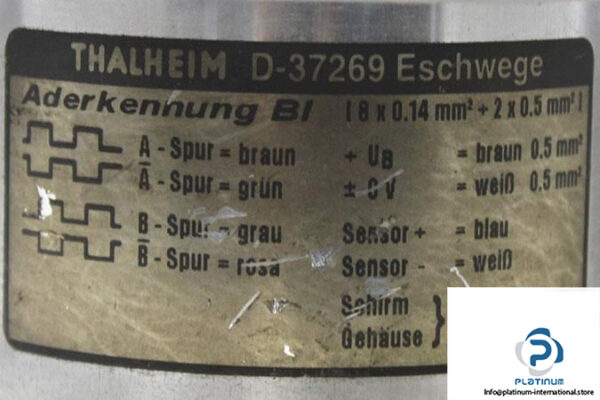 THALHEIM D-37269 Eschwege
Aderkennung BI [ 8 x 0.14 mm² + 2 x 0.5 mm² ]
A - Spur = braun + UB = braun 0.5 mm²
A̅ - Spur = grün ± 0 V = weiß 0.5 mm²
B - Spur = grau Sensor + = blau
B̅ - Spur = rosa Sensor - = weiß
Schirm }
Gehäuse
PLATINUM
Info@platinum-international.store